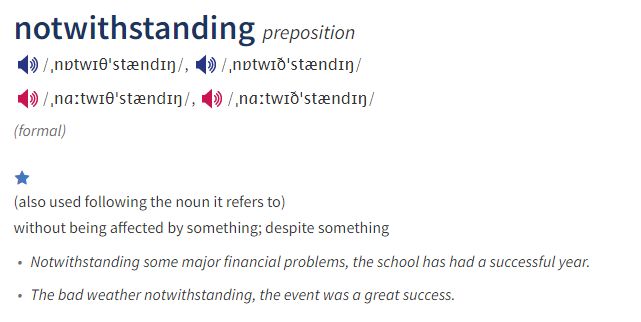 notwithstanding preposition
/ˌnɒtwɪθˈstændɪŋ/, /ˌnɒtwɪðˈstændɪŋ/
/ˌnɑːtwɪθˈstændɪŋ/, /ˌnɑːtwɪðˈstændɪŋ/
(formal)
(also used following the noun it refers to)
without being affected by something; despite something
• Notwithstanding some major financial problems, the school has had a successful year.
• The bad weather notwithstanding, the event was a great success.